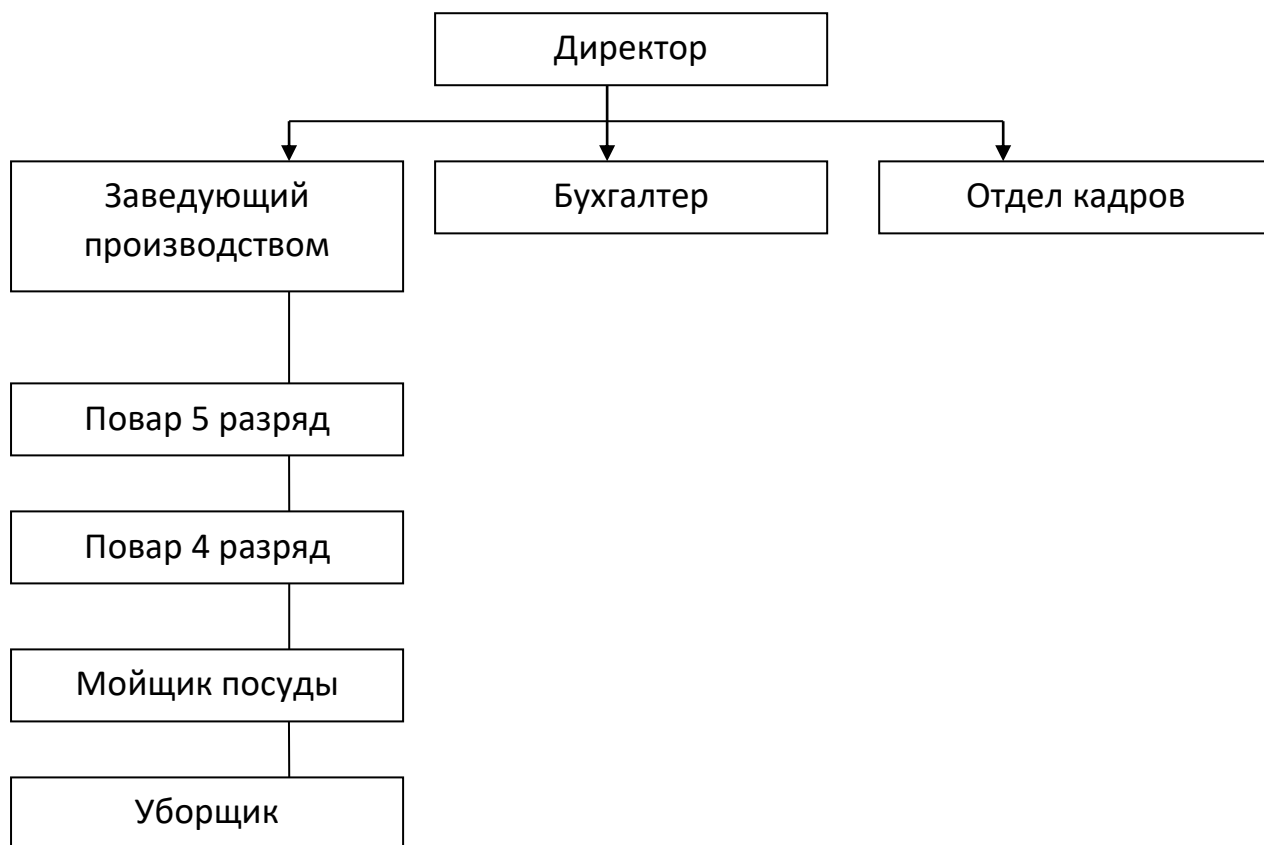 Директор
Заведующий
производством
Бухгалтер
Отдел кадров
Повар 5 разряд
Повар 4 разряд
Мойщик посуды
Уборщик